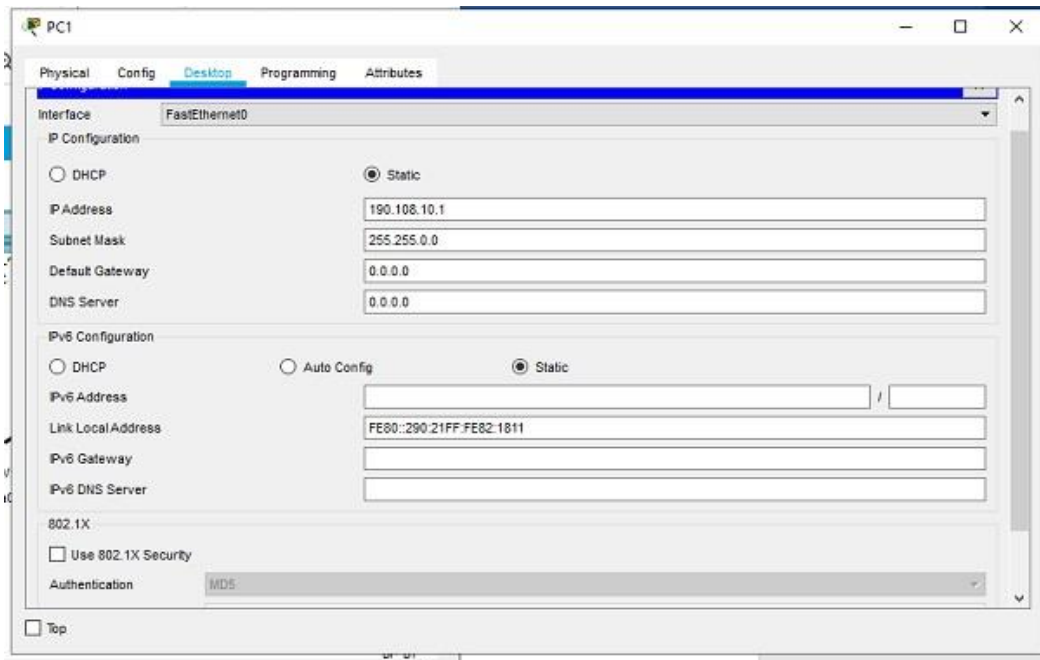 PC1
Physical Config Desktop Programming Attributes
Interface FastEthernet0
IP Configuration
DHCP Static
IP Address 190.108.10.1
Subnet Mask 255.255.0.0
Default Gateway 0.0.0.0
DNS Server 0.0.0.0
IPv6 Configuration
DHCP Auto Config Static
IPv6 Address /
Link Local Address FE80::290:21FF:FE82:1811
IPv6 Gateway
IPv6 DNS Server
802.1X
Use 802.1X Security
Authentication MD5
Top